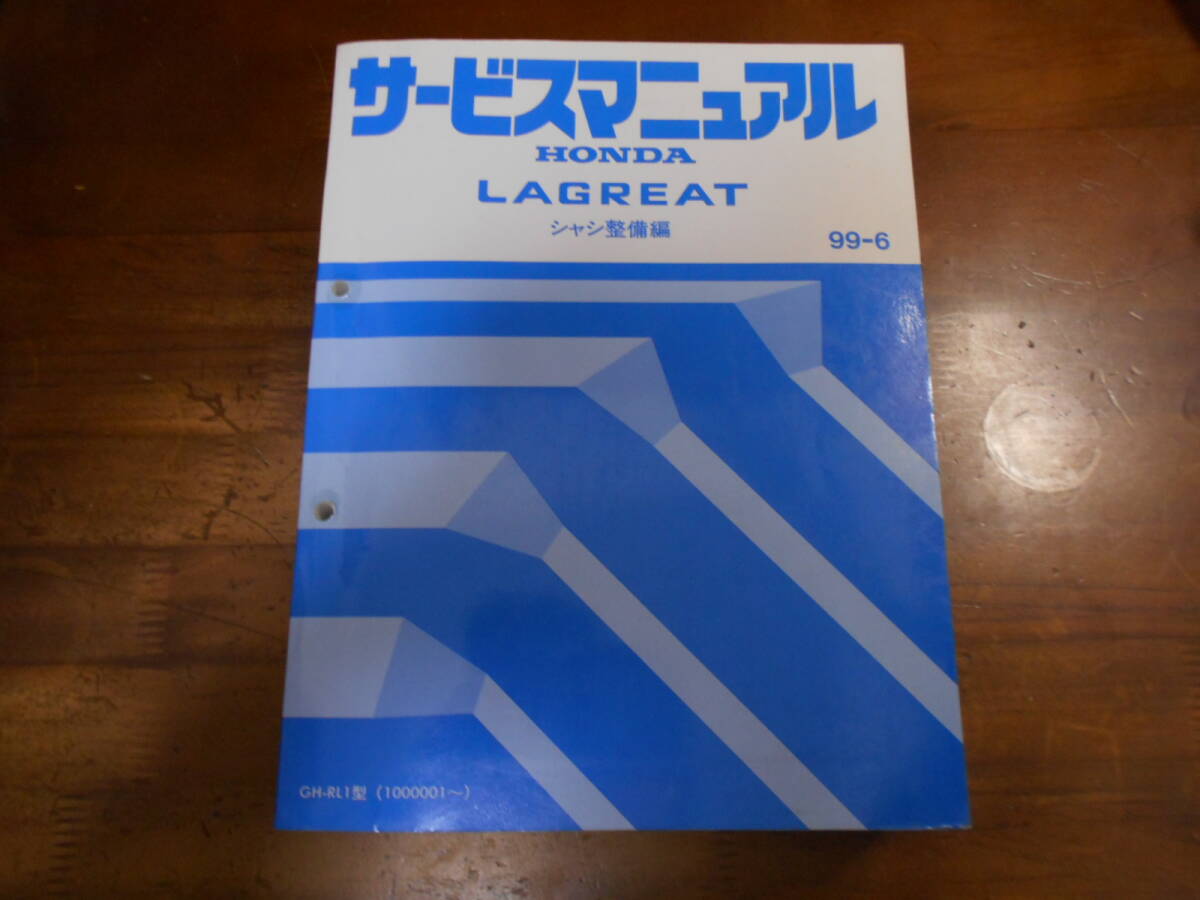 サービスマニュアル
HONDA
LAGREAT
シャシ整備編
99-6
GH-RL1型 (1000001～)